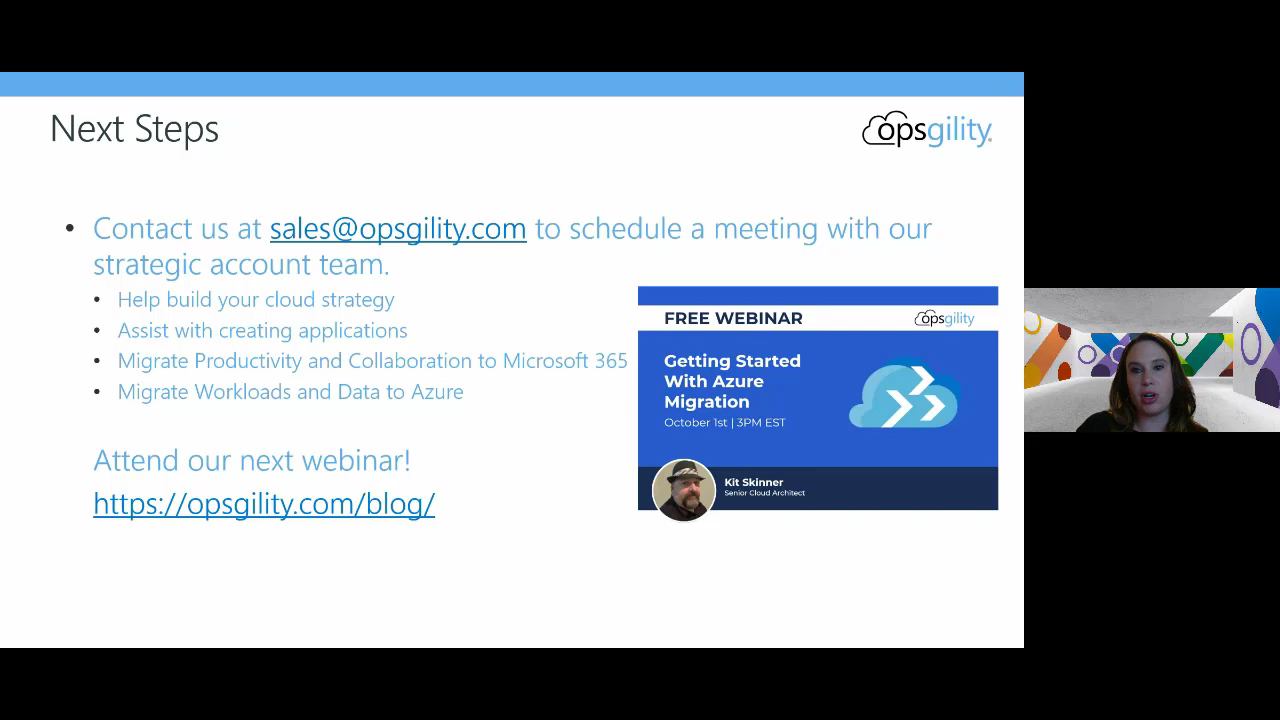 Next Steps
opsgility
• Contact us at sales@opsgility.com to schedule a meeting with our
strategic account team.
• Help build your cloud strategy
• Assist with creating applications
• Migrate Productivity and Collaboration to Microsoft 365
• Migrate Workloads and Data to Azure
Attend our next webinar!
https://opsgility.com/blog/
FREE WEBINAR
opsgility
Getting Started
With Azure
Migration
October 1st | 3PM EST
Kit Skinner
Senior Cloud Architect